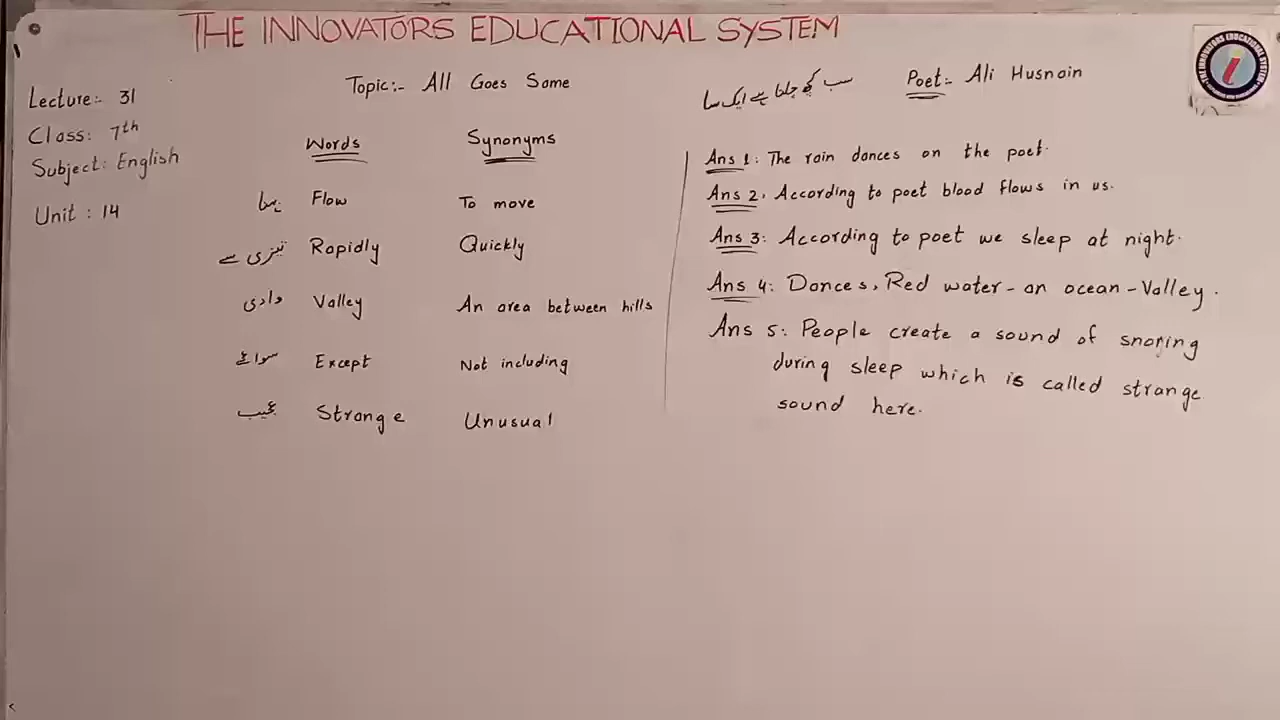 THE INNOVATORS EDUCATIONAL SYSTEM
Lecture:- 31
Class: 7th
Subject: English
Unit : 14
Topic:- All Goes Same
سب کچھ چلتا ہے ایک سا
Poet:- Ali Husnain
Words Synonyms
بہنا Flow To move
تیزی سے Rapidly Quickly
وادی Valley An area between hills
سوائے Except Not including
عجیب Strange Unusual
Ans 1: The rain dances on the poet.
Ans 2. According to poet blood flows in us.
Ans 3: According to poet we sleep at night.
Ans 4: Dances, Red water - an ocean - Valley.
Ans 5: People create a sound of snoring
during sleep which is called strange
sound here.
THE INNOVATORS EDUCATIONAL SYSTEM
i